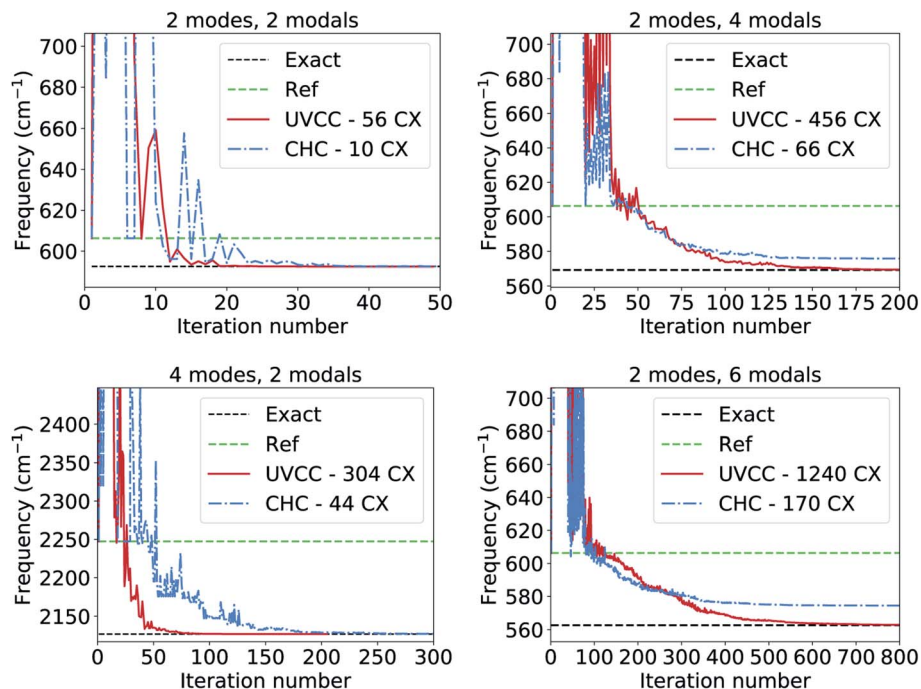 2 modes, 2 modals
700
680
660
640
620
600
Frequency (cm⁻¹)
Exact
Ref
UVCC - 56 CX
CHC - 10 CX
0 10 20 30 40 50
Iteration number
2 modes, 4 modals
700
680
660
640
620
600
580
560
Frequency (cm⁻¹)
Exact
Ref
UVCC - 456 CX
CHC - 66 CX
0 25 50 75 100 125 150 175 200
Iteration number
4 modes, 2 modals
2400
2350
2300
2250
2200
2150
Frequency (cm⁻¹)
Exact
Ref
UVCC - 304 CX
CHC - 44 CX
0 50 100 150 200 250 300
Iteration number
2 modes, 6 modals
700
680
660
640
620
600
580
560
Frequency (cm⁻¹)
Exact
Ref
UVCC - 1240 CX
CHC - 170 CX
0 100 200 300 400 500 600 700 800
Iteration number